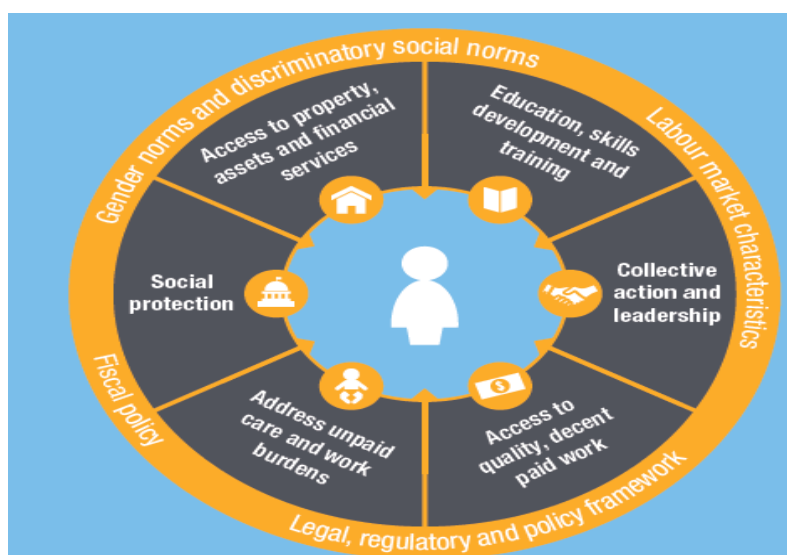 Gender norms and discriminatory social norms
Labour market characteristics
Access to property,
assets and financial
services
Education, skills
development and
training
Social
protection
Collective
action and
leadership
$
Address unpaid
care and work
burdens
Access to
quality, decent
paid work
Fiscal policy
Legal, regulatory and policy framework